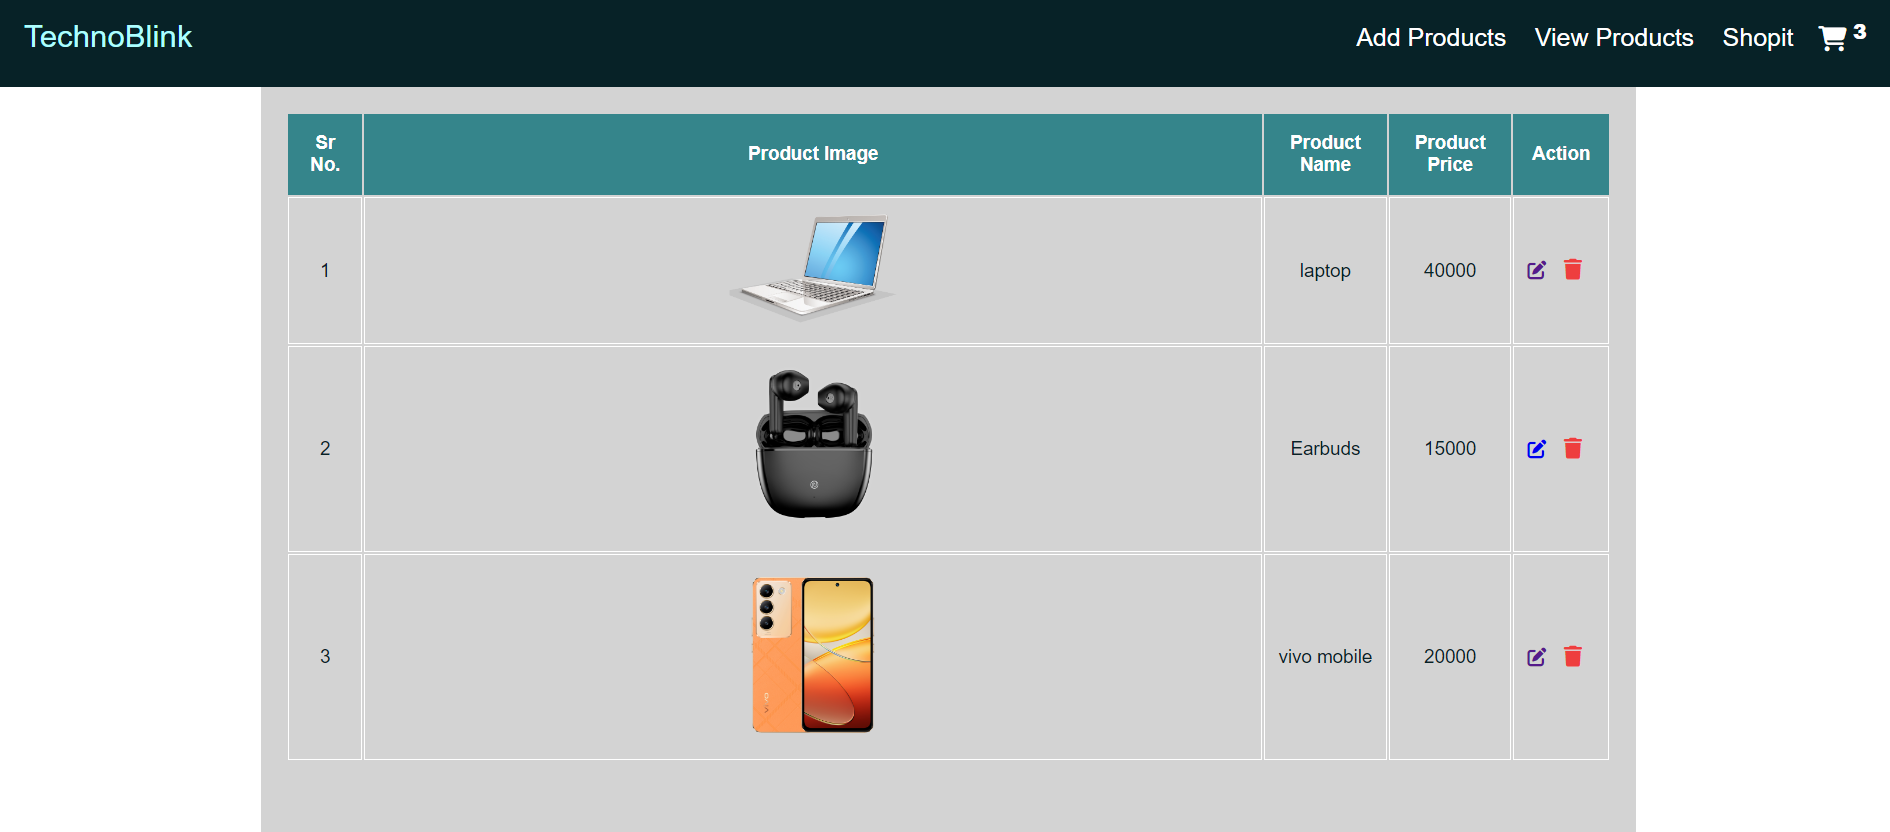 TechnoBlink
Add Products View Products Shopit 3
Sr No. Product Image Product Name Product Price Action
1 laptop 40000
2 Earbuds 15000
3 vivo mobile 20000